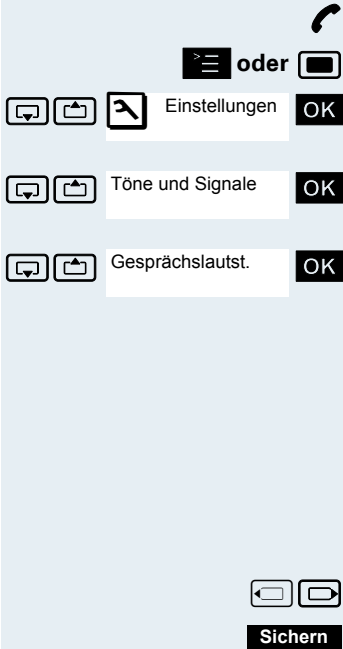 oder
Einstellungen OK
Töne und Signale OK
Gesprächslautst. OK
Sichern